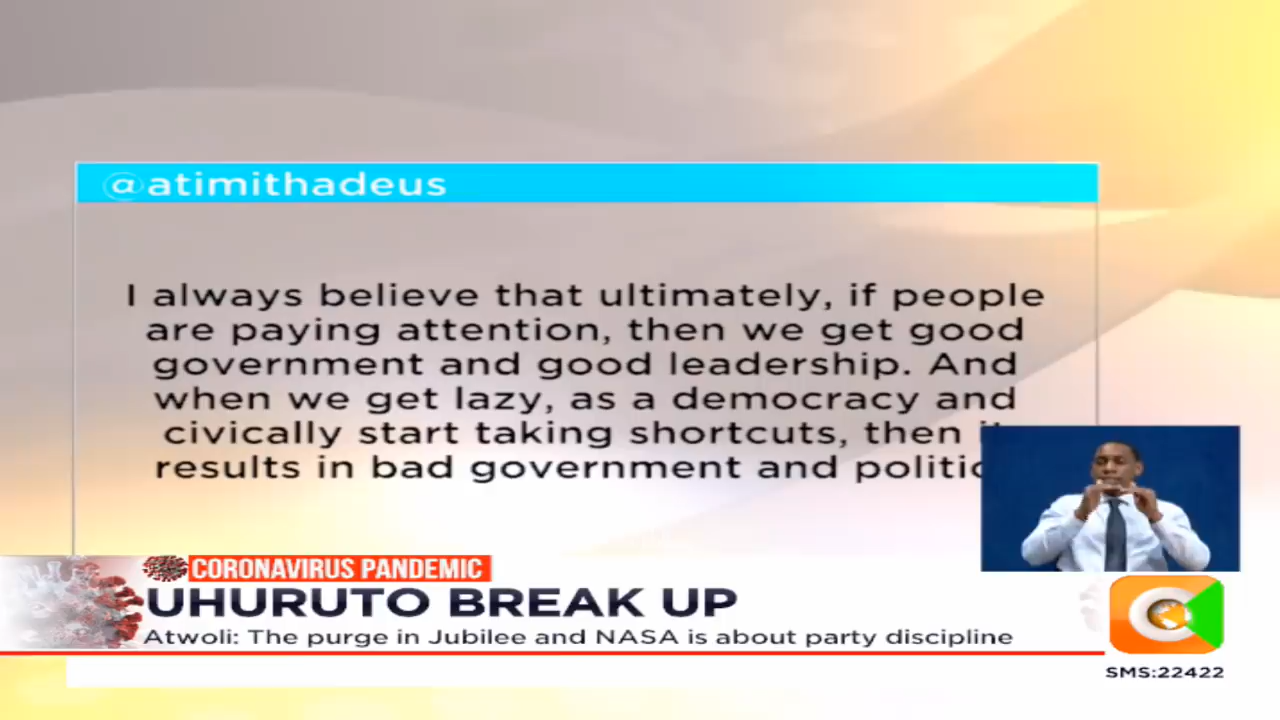 @atimithadeus
I always believe that ultimately, if people
are paying attention, then we get good
government and good leadership. And
when we get lazy, as a democracy and
civically start taking shortcuts, then
results in bad government and
CORONAVIRUS PANDEMIC
UHURUTO BREAK UP
Atwoli: The purge in Jubilee and NASA is about party discipline
SMS:22422